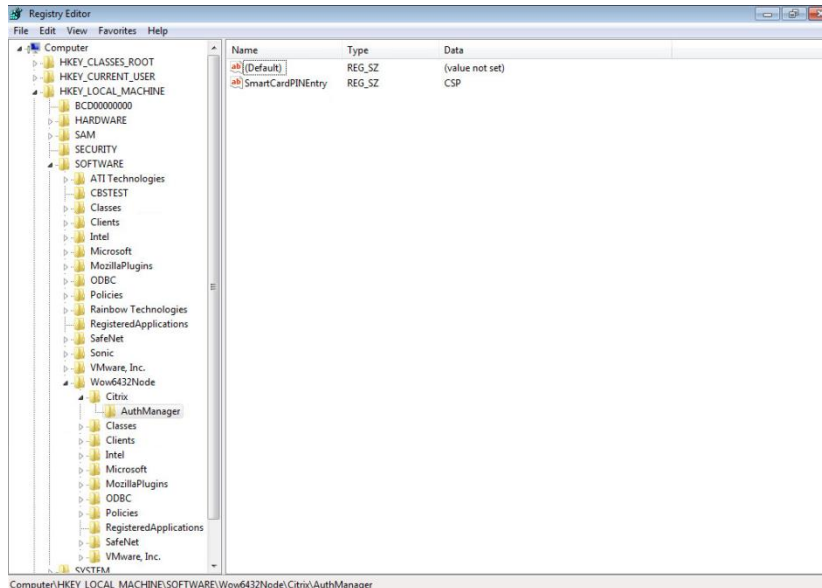 Registry Editor
File Edit View Favorites Help
Computer
HKEY_CLASSES_ROOT
HKEY_CURRENT_USER
HKEY_LOCAL_MACHINE
BCD00000000
HARDWARE
SAM
SECURITY
SOFTWARE
ATI Technologies
CBSTEST
Classes
Clients
Intel
Microsoft
MozillaPlugins
ODBC
Policies
Rainbow Technologies
RegisteredApplications
SafeNet
Sonic
VMware, Inc.
Wow6432Node
Citrix
AuthManager
Classes
Clients
Intel
Microsoft
MozillaPlugins
ODBC
Policies
RegisteredApplications
SafeNet
VMware, Inc.
SYSTEM
Name Type Data
ab (Default) REG_SZ (value not set)
ab SmartCardPINEntry REG_SZ CSP
Computer\HKEY_LOCAL_MACHINE\SOFTWARE\Wow6432Node\Citrix\AuthManager